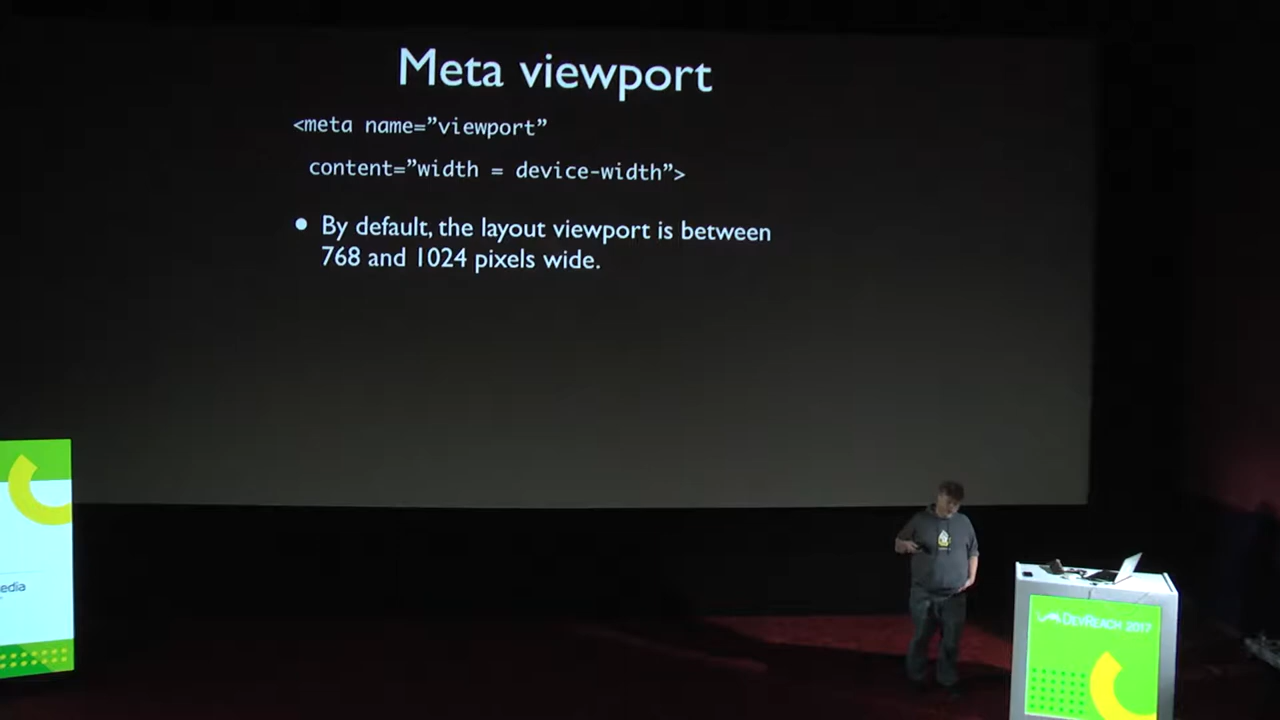 Meta viewport
<meta name=”viewport”
content=”width = device-width”>
• By default, the layout viewport is between
768 and 1024 pixels wide.
edia
DEVREACH 2017